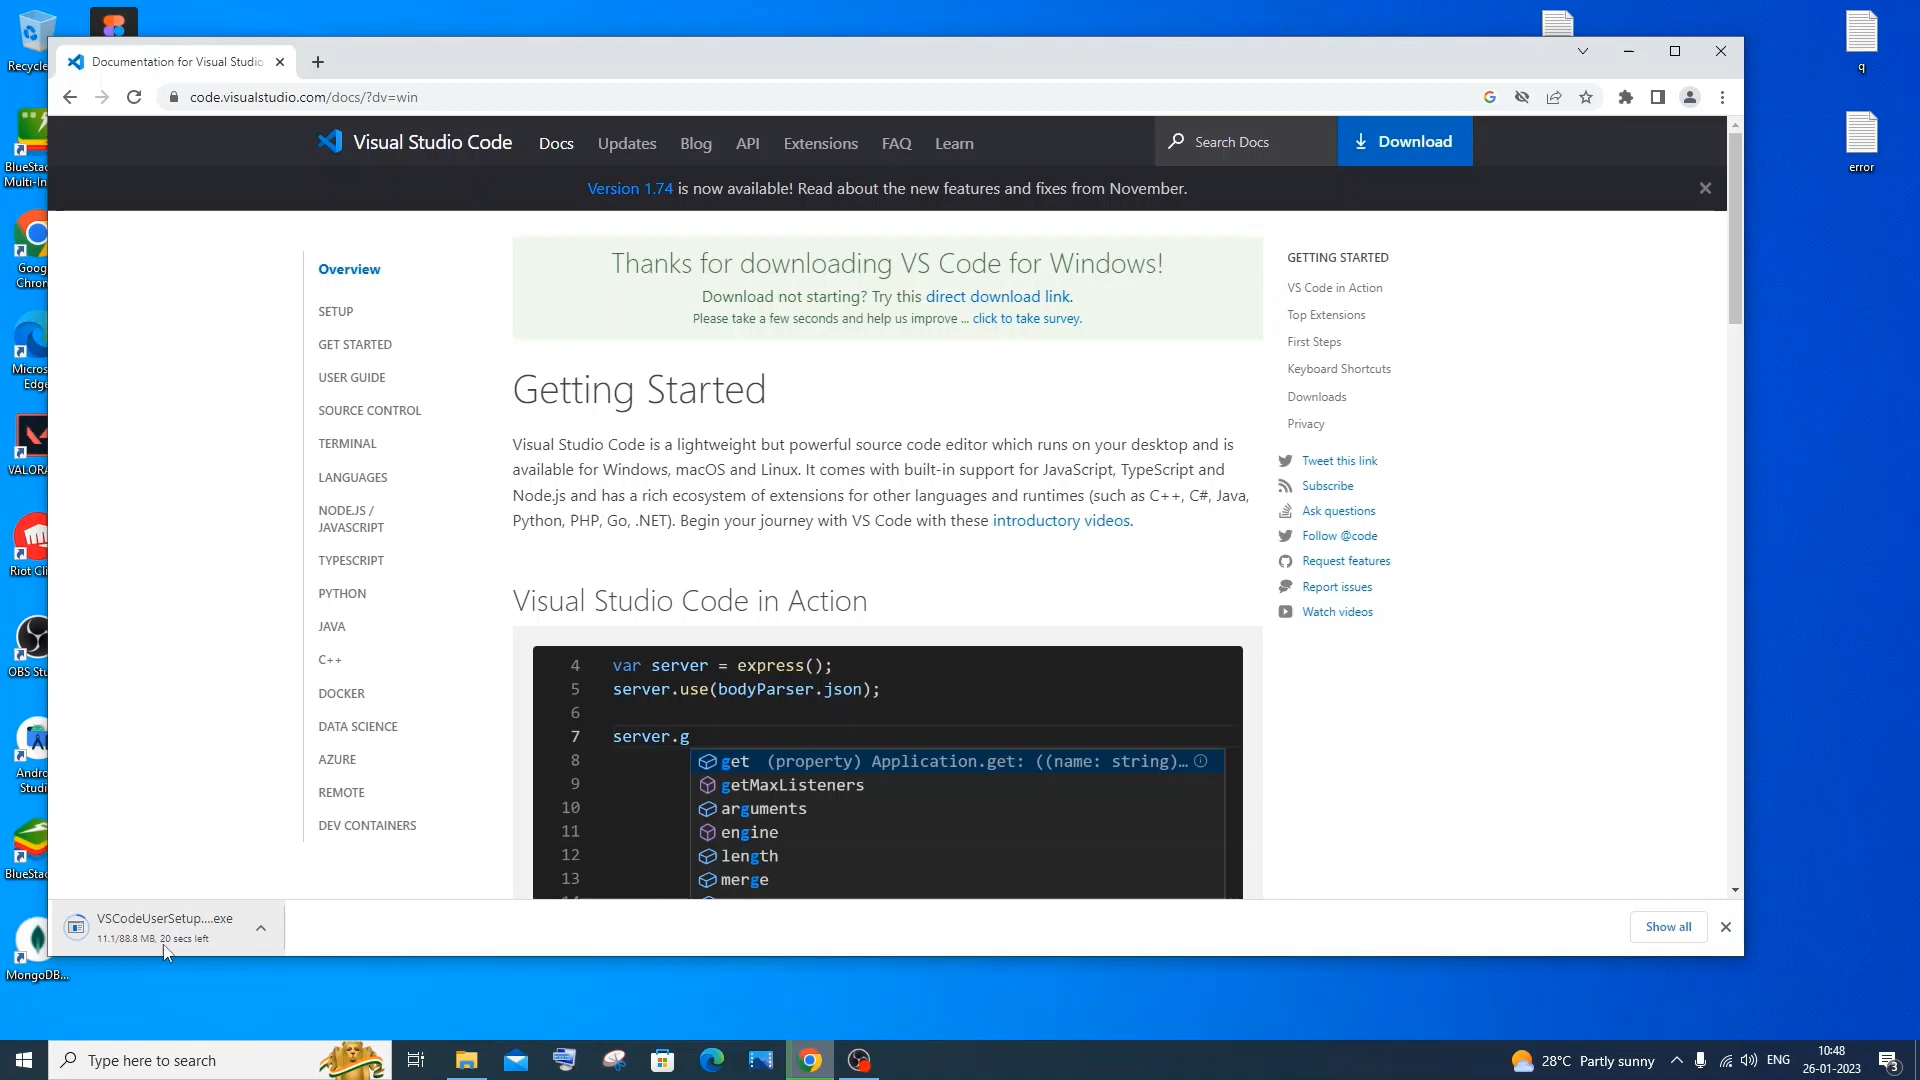 Recycle
q
error
BlueStac
Multi-In
Goog
Chron
Micros
Edge
VALORA
Riot Cli
OBS Stu
Andro
Studi
BlueStac
MongoDB...
Documentation for Visual Studio
code.visualstudio.com/docs/?dv=win
Visual Studio Code Docs Updates Blog API Extensions FAQ Learn Search Docs Download
Version 1.74 is now available! Read about the new features and fixes from November.
Overview
SETUP
GET STARTED
USER GUIDE
SOURCE CONTROL
TERMINAL
LANGUAGES
NODE.JS /
JAVASCRIPT
TYPESCRIPT
PYTHON
JAVA
C++
DOCKER
DATA SCIENCE
AZURE
REMOTE
DEV CONTAINERS
Thanks for downloading VS Code for Windows!
Download not starting? Try this direct download link.
Please take a few seconds and help us improve ... click to take survey.
Getting Started
Visual Studio Code is a lightweight but powerful source code editor which runs on your desktop and is
available for Windows, macOS and Linux. It comes with built-in support for JavaScript, TypeScript and
Node.js and has a rich ecosystem of extensions for other languages and runtimes (such as C++, C#, Java,
Python, PHP, Go, .NET). Begin your journey with VS Code with these introductory videos.
Visual Studio Code in Action
4 var server = express();
5 server.use(bodyParser.json);
6
7 server.g
8 get (property) Application.get: ((name: string)...
9 getMaxListeners
10 arguments
11 engine
12 length
13 merge
GETTING STARTED
VS Code in Action
Top Extensions
First Steps
Keyboard Shortcuts
Downloads
Privacy
Tweet this link
Subscribe
Ask questions
Follow @code
Request features
Report issues
Watch videos
VSCodeUserSetup....exe
11.1/88.8 MB, 20 secs left
Show all
Type here to search
28°C Partly sunny
ENG
10:48
26-01-2023
3